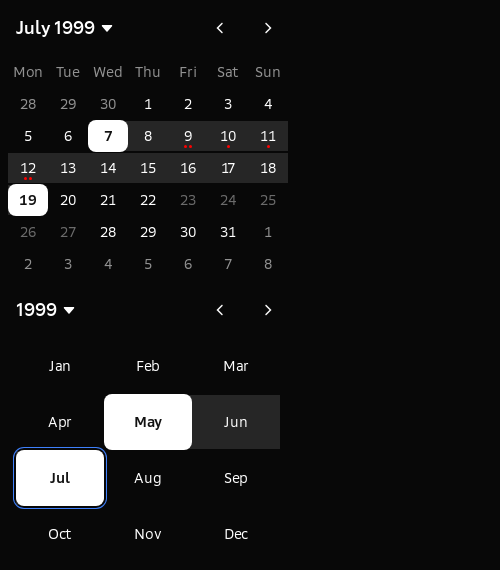 July 1999
Mon Tue Wed Thu Fri Sat Sun
28 29 30 1 2 3 4
5 6 7 8 9 10 11
12 13 14 15 16 17 18
19 20 21 22 23 24 25
26 27 28 29 30 31 1
2 3 4 5 6 7 8
1999
Jan Feb Mar
Apr May Jun
Jul Aug Sep
Oct Nov Dec